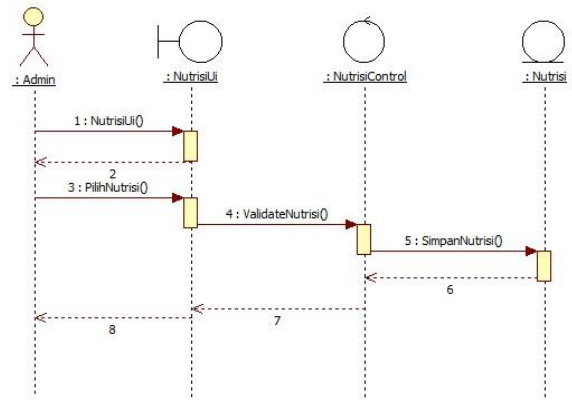 : Admin
: NutrisiUi
: NutrisiControl
: Nutrisi
1 : NutrisiUi()
2
3 : PilihNutrisi()
4 : ValidateNutrisi()
5 : SimpanNutrisi()
6
7
8